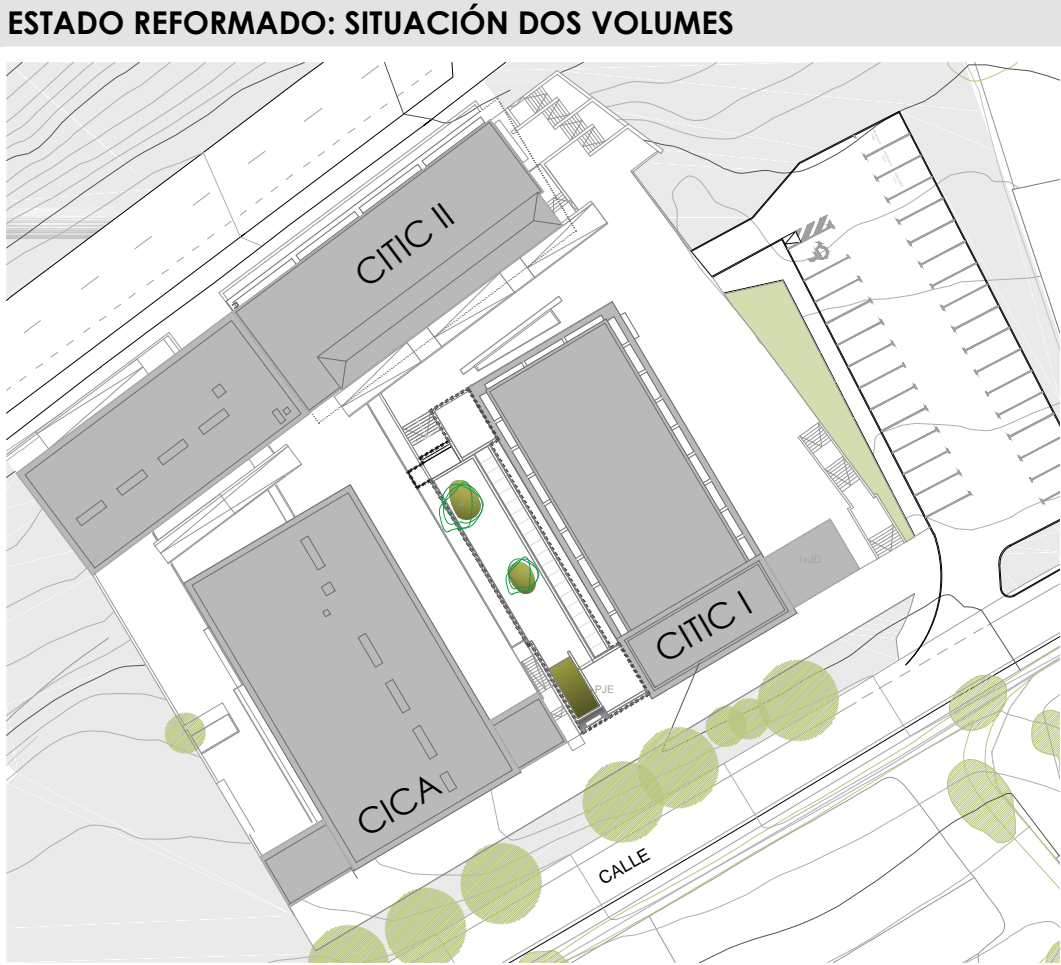 ESTADO REFORMADO: SITUACIÓN DOS VOLUMES
CITIC II
I+JD
CITIC I
PJE
CICA
CALLE